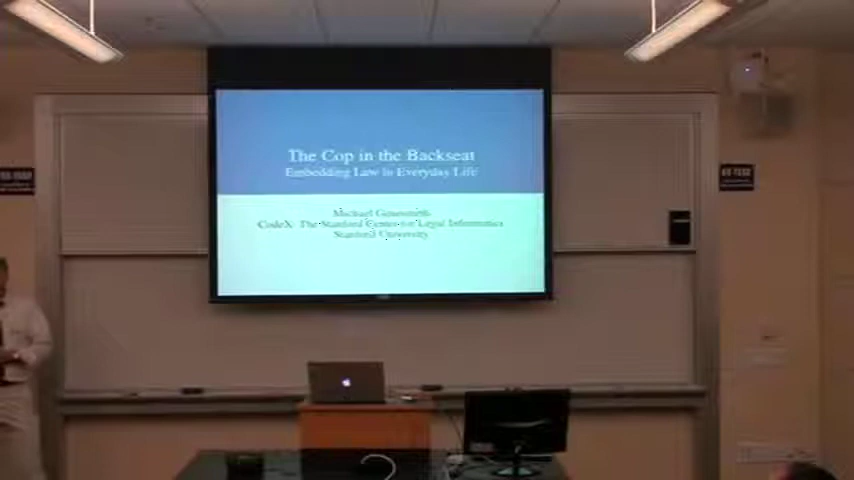 The Cop in the Backseat
Embedding Law in Everyday Life
Michael Genesereth
CodeX: The Stanford Center for Legal Informatics
Stanford University